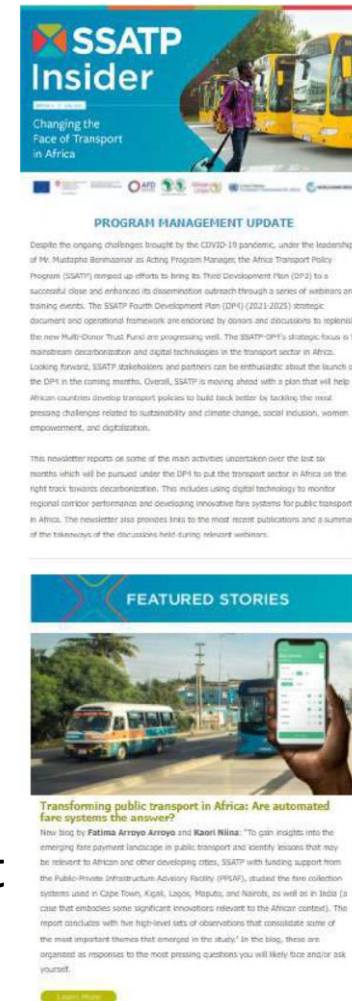 SSATP
Insider
Changing the
Face of Transport
in Africa
AFD
PROGRAM MANAGEMENT UPDATE
Despite the ongoing challenges brought by the COVID-19 pandemic, under the leadership
of Mr. Mustapha Benmaamar as Acting Program Manager, the Africa Transport Policy
Program (SSATP) ramped up efforts to bring its Third Development Plan (DP3) to a
successful close and enhanced its dissemination outreach through a series of webinars an
training events. The SSATP Fourth Development Plan (DP4) (2021-2025) strategic
document and operational framework are endorsed by donors and discussions to replenish
the new Multi-Donor Trust Fund are progressing well. The SSATP-DP4's strategic focus is t
mainstream decarbonization and digital technologies in the transport sector in Africa.
Looking forward, SSATP stakeholders and partners can be enthusiastic about the launch o
the DP4 in the coming months. Overall, SSATP is moving ahead with a plan that will help
African countries develop transport policies to build back better by tackling the most
pressing challenges related to sustainability and climate change, social inclusion, women
empowerment, and digitalization.
This newsletter reports on some of the main activities undertaken over the last six
months which will be pursued under the DP4 to put the transport sector in Africa on the
right track towards decarbonization. This includes using digital technology to monitor
regional corridor performance and developing innovative fare systems for public transport
in Africa. The newsletter also provides links to the most recent publications and a summar
of the takeaways of the discussions held during relevant webinars.
FEATURED STORIES
Transforming public transport in Africa: Are automated
fare systems the answer?
New blog by Fatima Arroyo Arroyo and Kaori Niina: "To gain insights into the
emerging fare payment landscape in public transport and identify lessons that may
be relevant to African and other developing cities, SSATP with funding support from
the Public-Private Infrastructure Advisory Facility (PPIAF), studied the fare collection
systems used in Cape Town, Kigali, Lagos, Maputo, and Nairobi, as well as in India (a
case that embodies some significant innovations relevant to the African context). The
report concludes with five high-level sets of observations that consolidate some of
the most important themes that emerged in the study." In the blog, these are
organized as responses to the most pressing questions you will likely face and/or ask
yourself.
Learn More
t